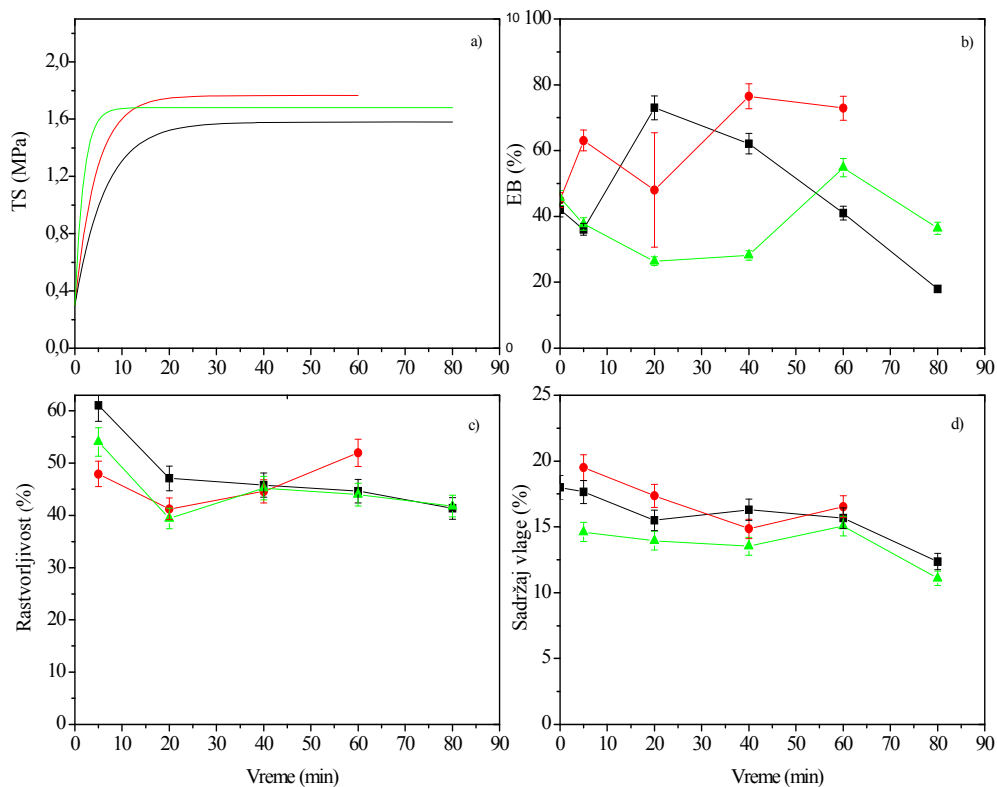 a)
TS (MPa)
2,0
1,6
1,2
0,8
0,4
0,0
0 10 20 30 40 50 60 70 80 90
10
0
b)
EB (%)
100
80
60
40
20
0
0 10 20 30 40 50 60 70 80 90
c)
Rastvorljivost (%)
60
50
40
30
20
10
0
0 10 20 30 40 50 60 70 80 90
Vreme (min)
d)
Sadržaj vlage (%)
25
20
15
10
5
0
0 10 20 30 40 50 60 70 80 90
Vreme (min)